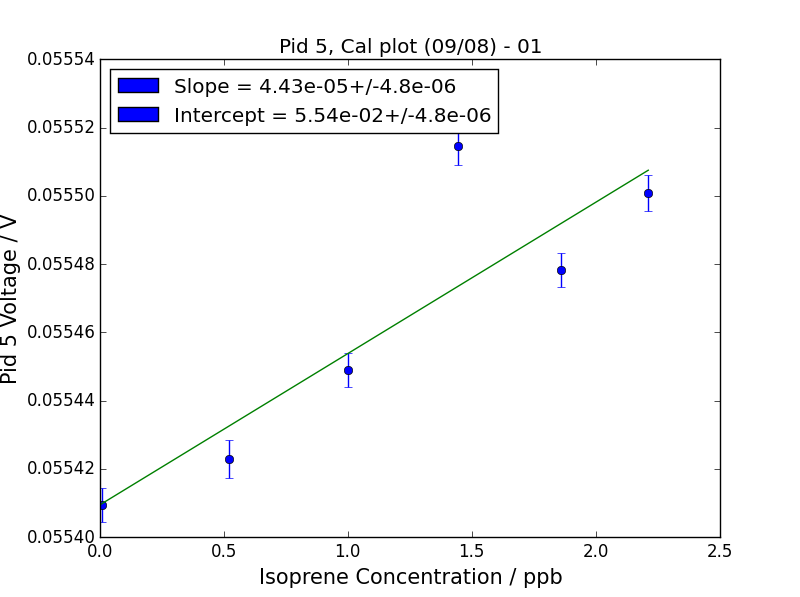 Pid 5, Cal plot (09/08) - 01
Slope = 4.43e-05+/-4.8e-06
Intercept = 5.54e-02+/-4.8e-06
Pid 5 Voltage / V
0.05554
0.05552
0.05550
0.05548
0.05546
0.05544
0.05542
0.05540
0.0 0.5 1.0 1.5 2.0 2.5
Isoprene Concentration / ppb